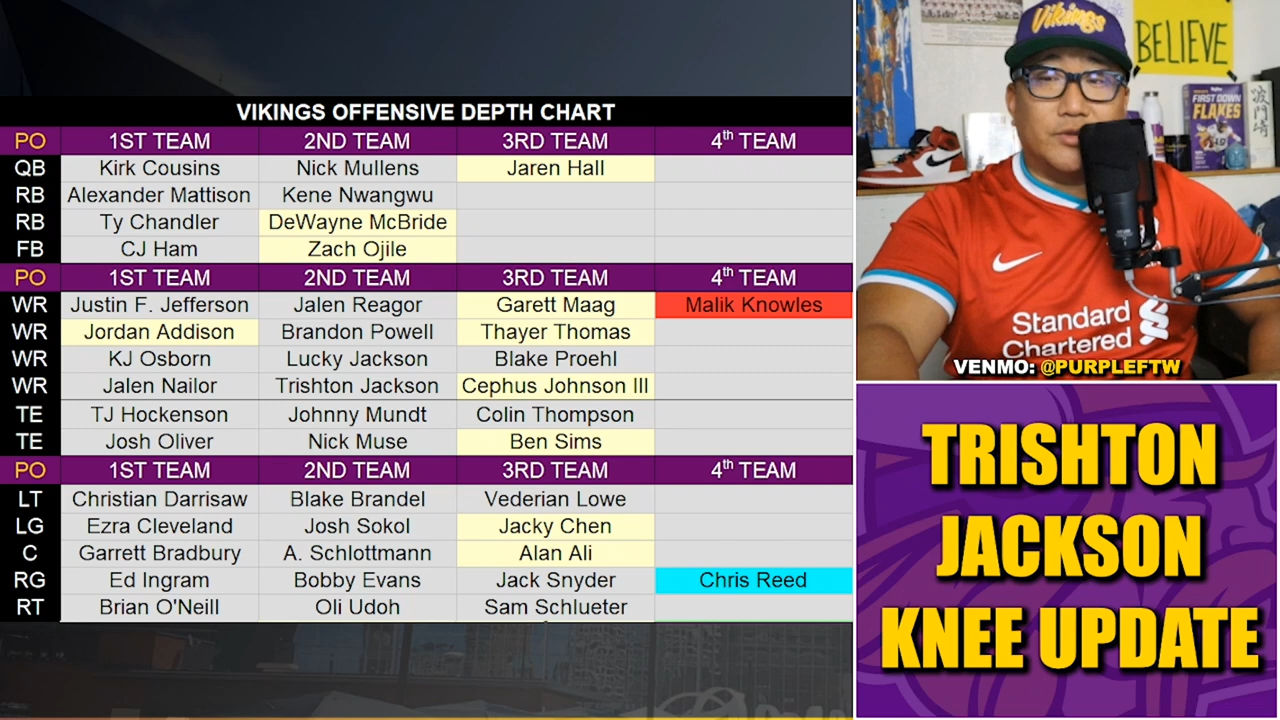 VIKINGS OFFENSIVE DEPTH CHART
PO 1ST TEAM 2ND TEAM 3RD TEAM 4th TEAM
QB Kirk Cousins Nick Mullens Jaren Hall
RB Alexander Mattison Kene Nwangwu
RB Ty Chandler DeWayne McBride
FB CJ Ham Zach Ojile
PO 1ST TEAM 2ND TEAM 3RD TEAM 4th TEAM
WR Justin F. Jefferson Jalen Reagor Garett Maag Malik Knowles
WR Jordan Addison Brandon Powell Thayer Thomas
WR KJ Osborn Lucky Jackson Blake Proehl
WR Jalen Nailor Trishton Jackson Cephus Johnson III
TE TJ Hockenson Johnny Mundt Colin Thompson
TE Josh Oliver Nick Muse Ben Sims
PO 1ST TEAM 2ND TEAM 3RD TEAM 4th TEAM
LT Christian Darrisaw Blake Brandel Vederian Lowe
LG Ezra Cleveland Josh Sokol Jacky Chen
C Garrett Bradbury A. Schlottmann Alan Ali
RG Ed Ingram Bobby Evans Jack Snyder Chris Reed
RT Brian O'Neill Oli Udoh Sam Schlueter
Vikings
BELIEVE
FIRST DOWN
FLAKES
Standard
Chartered
VENMO: @PURPLEFTW
TRISHTON
JACKSON
KNEE UPDATE